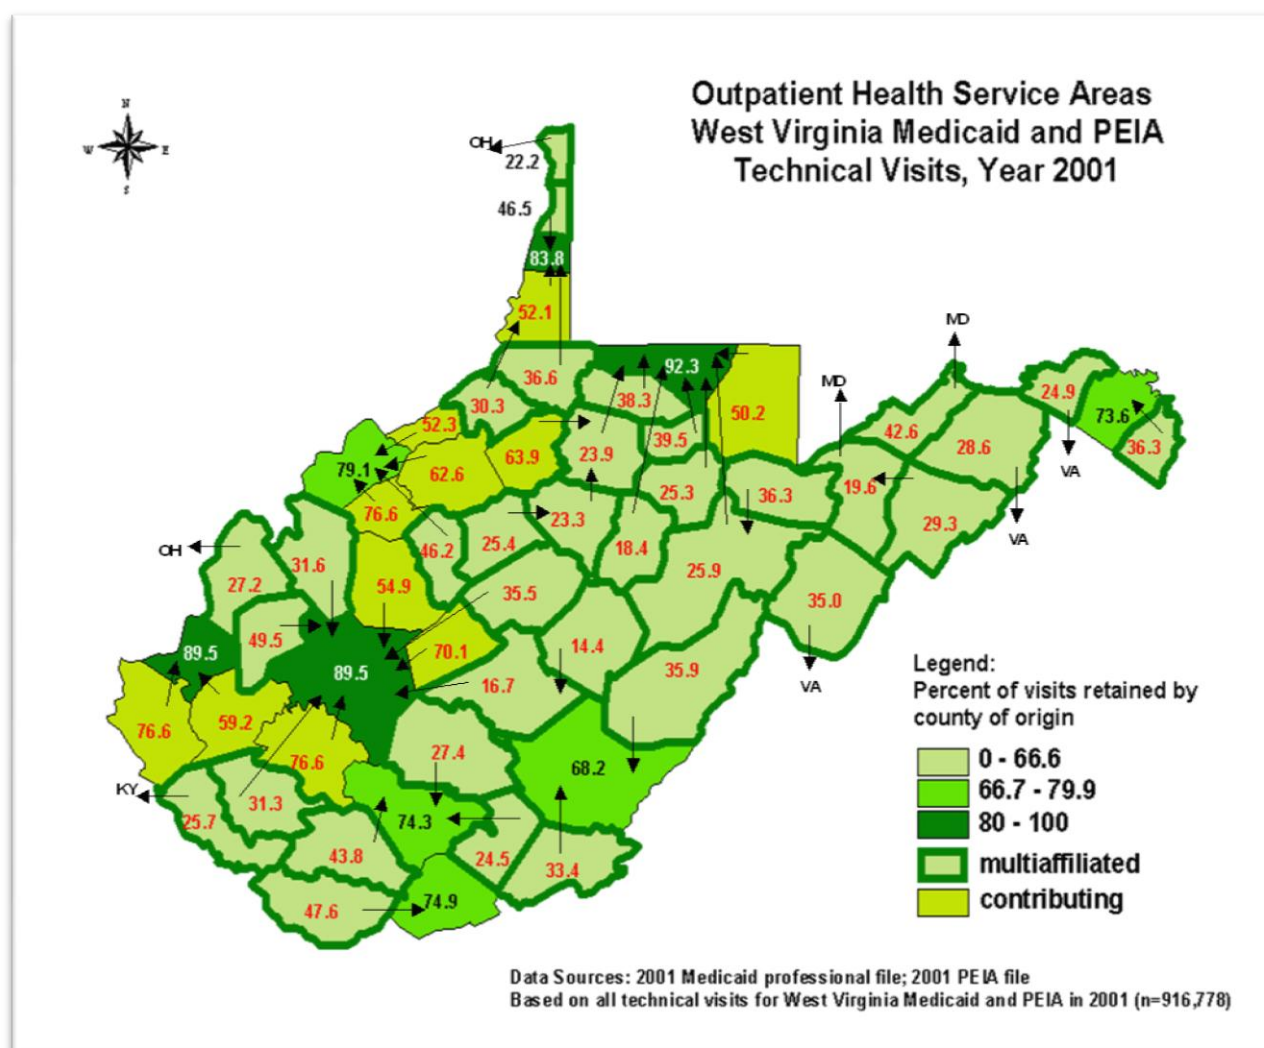 Outpatient Health Service Areas
West Virginia Medicaid and PEIA
Technical Visits, Year 2001
N
W E
S
OH
22.2
46.5
83.8
52.1
MD
36.6
92.3
30.3
38.3
50.2
MD
24.9
73.6
52.3
42.6
36.3
79.1
62.6
63.9
23.9
39.5
28.6
VA
76.6
25.3
36.3
19.6
23.3
29.3
VA
OH
31.6
46.2
25.4
18.4
27.2
54.9
35.5
25.9
35.0
49.5
14.4
89.5
70.1
89.5
16.7
35.9
VA
76.6
59.2
76.6
27.4
68.2
KY
25.7
31.3
74.3
43.8
24.5
33.4
47.6
74.9
Legend:
Percent of visits retained by
county of origin
0 - 66.6
66.7 - 79.9
80 - 100
multiaffiliated
contributing
Data Sources: 2001 Medicaid professional file; 2001 PEIA file
Based on all technical visits for West Virginia Medicaid and PEIA in 2001 (n=916,778)